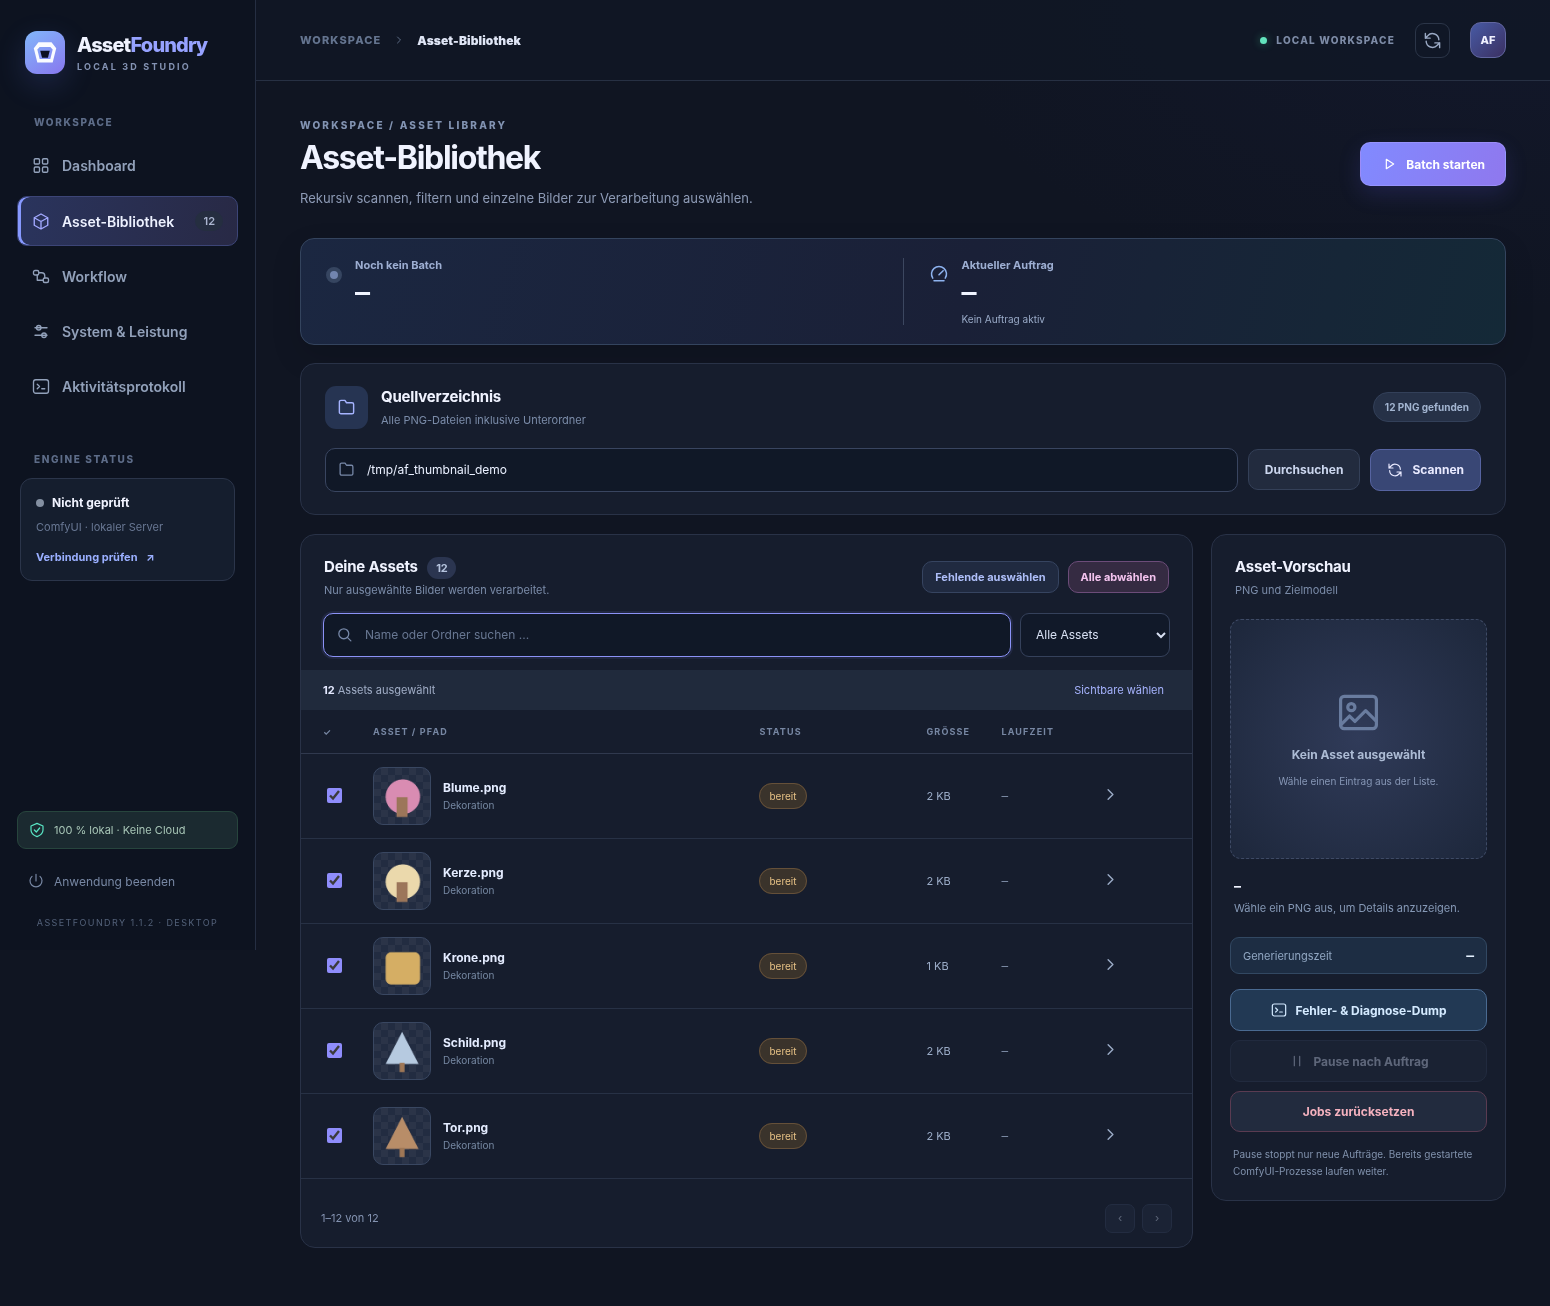 AssetFoundry
LOCAL 3D STUDIO
WORKSPACE
Dashboard
Asset-Bibliothek 12
Workflow
System & Leistung
Aktivitätsprotokoll
ENGINE STATUS
Nicht geprüft
ComfyUI · lokaler Server
Verbindung prüfen
100 % lokal · Keine Cloud
Anwendung beenden
ASSETFOUNDRY 1.1.2 · DESKTOP
WORKSPACE Asset-Bibliothek
LOCAL WORKSPACE
AF
WORKSPACE / ASSET LIBRARY
Asset-Bibliothek
Rekursiv scannen, filtern und einzelne Bilder zur Verarbeitung auswählen.
Batch starten
Noch kein Batch
—
Aktueller Auftrag
—
Kein Auftrag aktiv
Quellverzeichnis
Alle PNG-Dateien inklusive Unterordner
12 PNG gefunden
/tmp/af_thumbnail_demo
Durchsuchen
Scannen
Deine Assets 12
Nur ausgewählte Bilder werden verarbeitet.
Fehlende auswählen
Alle abwählen
Name oder Ordner suchen ...
Alle Assets
12 Assets ausgewählt
Sichtbare wählen
✓ ASSET / PFAD STATUS GRÖSSE LAUFZEIT
Blume.png
Dekoration
bereit 2 KB –
Kerze.png
Dekoration
bereit 2 KB –
Krone.png
Dekoration
bereit 1 KB –
Schild.png
Dekoration
bereit 2 KB –
Tor.png
Dekoration
bereit 2 KB –
1–12 von 12
‹ ›
Asset-Vorschau
PNG und Zielmodell
Kein Asset ausgewählt
Wähle einen Eintrag aus der Liste.
–
Wähle ein PNG aus, um Details anzuzeigen.
Generierungszeit –
Fehler- & Diagnose-Dump
Pause nach Auftrag
Jobs zurücksetzen
Pause stoppt nur neue Aufträge. Bereits gestartete
ComfyUI-Prozesse laufen weiter.